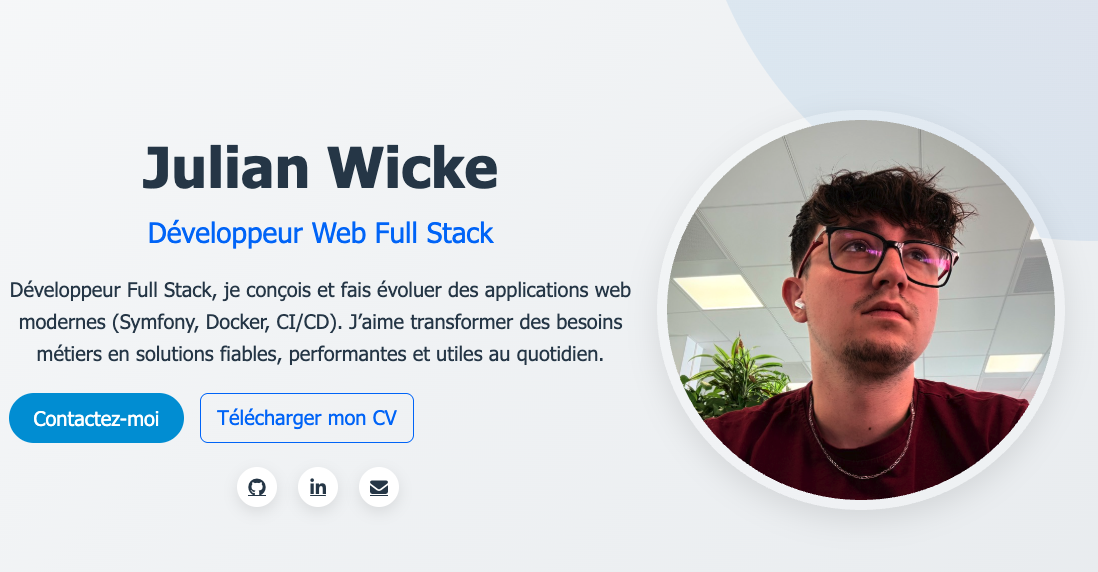 Julian Wicke
Développeur Web Full Stack
Développeur Full Stack, je conçois et fais évoluer des applications web
modernes (Symfony, Docker, CI/CD). J’aime transformer des besoins
métiers en solutions fiables, performantes et utiles au quotidien.
Contactez-moi
Télécharger mon CV
in